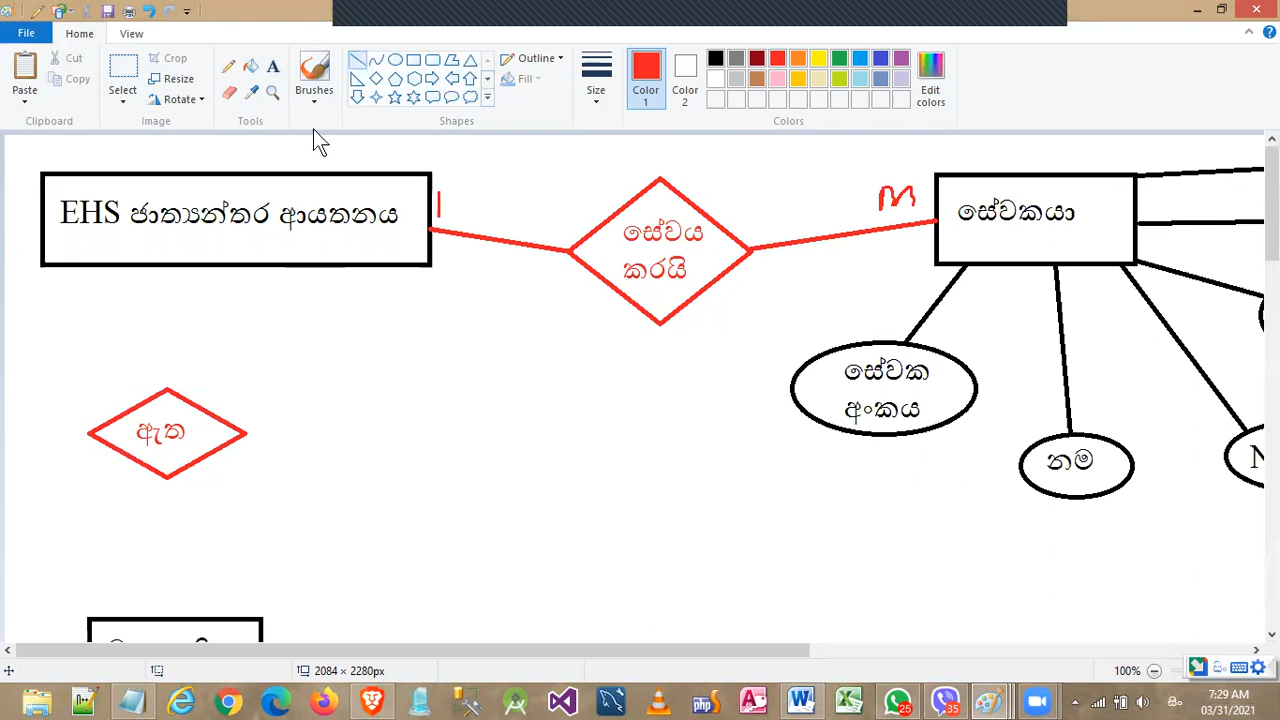 File
Home
View
Cut
Copy
Paste
Crop
Resize
Rotate
Select
Brushes
Outline
Fill
Size
Color
1
Color
2
Edit
colors
Clipboard
Image
Tools
Shapes
Colors
EHS ජාත්‍යන්තර ආයතනය
1
සේවය
කරයි
m
සේවකයා
සේවක
අංකය
නම
N
ඇත
2084 × 2280px
100%
සිං
25
35
සිං
7:29 AM
03/31/2021